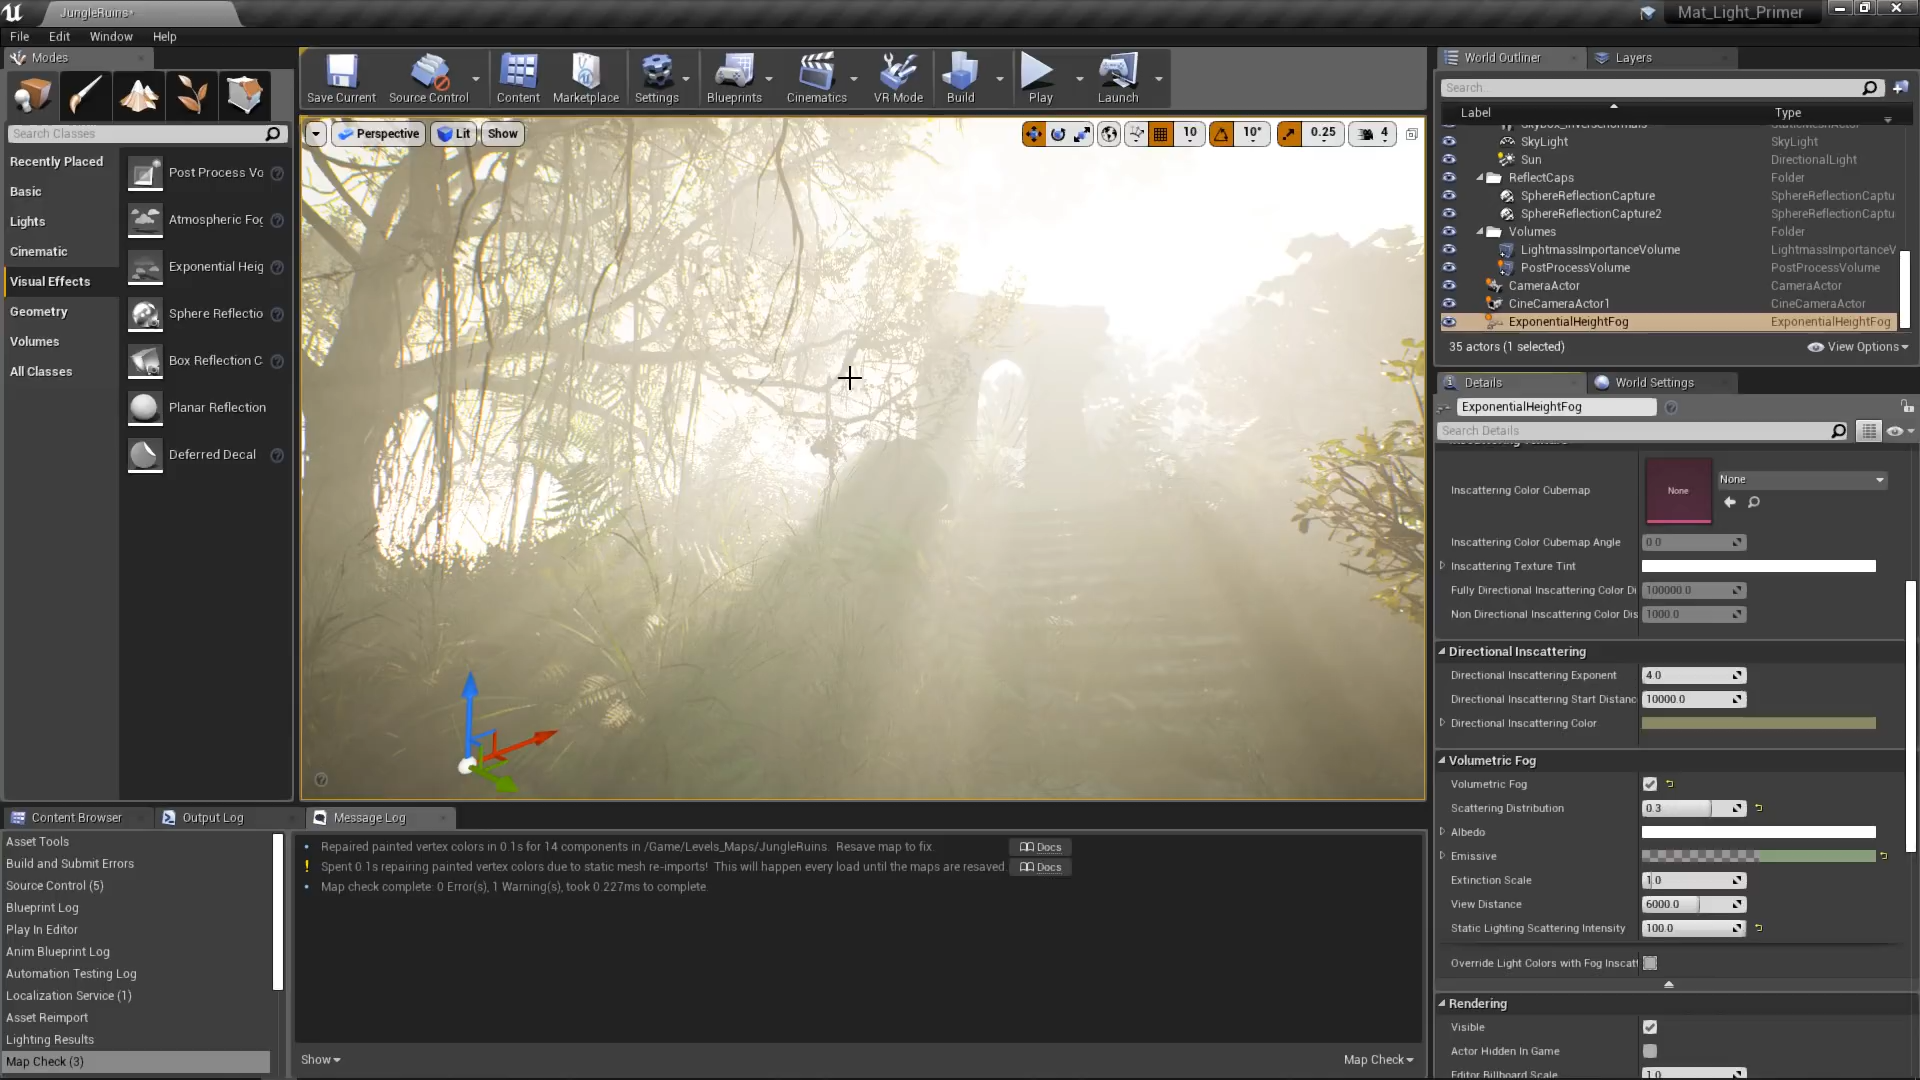 JungleRuins*
Mat_Light_Primer
File Edit Window Help
Modes
Search Classes
Recently Placed
Basic
Lights
Cinematic
Visual Effects
Geometry
Volumes
All Classes
Post Process Vo
Atmospheric Fog
Exponential Heig
Sphere Reflectio
Box Reflection C
Planar Reflection
Deferred Decal
Save Current
Source Control
Content
Marketplace
Settings
Blueprints
Cinematics
VR Mode
Build
Play
Launch
Perspective Lit Show
10 10° 0.25 4
World Outliner Layers
Search...
Label Type
Skybox_InverseNormals StaticMeshActor
SkyLight SkyLight
Sun DirectionalLight
ReflectCaps Folder
SphereReflectionCapture SphereReflectionCaptu
SphereReflectionCapture2 SphereReflectionCaptu
Volumes Folder
LightmassImportanceVolume LightmassImportanceV
PostProcessVolume PostProcessVolume
CameraActor CameraActor
CineCameraActor1 CineCameraActor
ExponentialHeightFog ExponentialHeightFog
35 actors (1 selected) View Options
Details World Settings
ExponentialHeightFog
Search Details
Inscattering Texture
Inscattering Color Cubemap None None
Inscattering Color Cubemap Angle 0.0
Inscattering Texture Tint
Fully Directional Inscattering Color Di 100000.0
Non Directional Inscattering Color Dis 1000.0
Directional Inscattering
Directional Inscattering Exponent 4.0
Directional Inscattering Start Distanc 10000.0
Directional Inscattering Color
Volumetric Fog
Volumetric Fog
Scattering Distribution 0.3
Albedo
Emissive
Extinction Scale 1.0
View Distance 6000.0
Static Lighting Scattering Intensity 100.0
Override Light Colors with Fog Inscatt
Rendering
Visible
Actor Hidden In Game
Editor Billboard Scale 1.0
Content Browser Output Log Message Log
Asset Tools
Build and Submit Errors
Source Control (5)
Blueprint Log
Play In Editor
Anim Blueprint Log
Automation Testing Log
Localization Service (1)
Asset Reimport
Lighting Results
Map Check (3)
Repaired painted vertex colors in 0.1s for 14 components in /Game/Levels_Maps/JungleRuins. Resave map to fix. Docs
Spent 0.1s repairing painted vertex colors due to static mesh re-imports! This will happen every load until the maps are resaved. Docs
Map check complete: 0 Error(s), 1 Warning(s), took 0.227ms to complete.
Show Map Check